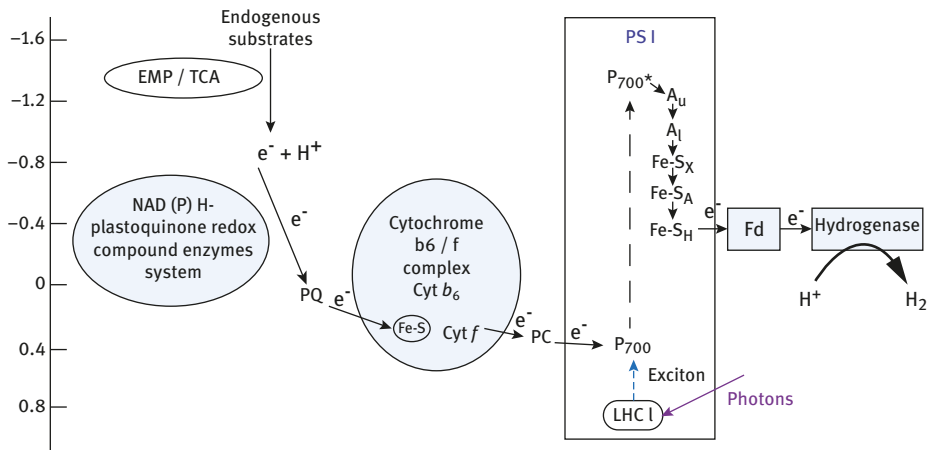 Endogenous
substrates
EMP / TCA
e⁻ + H⁺
NAD (P) H-
plastoquinone redox
compound enzymes
system
e⁻
PQ
e⁻
Cytochrome
b6 / f
complex
Cyt b₆
Fe-S
Cyt f
e⁻
PC
e⁻
PS I
P₇₀₀*
Aᵤ
Aₗ
Fe-Sₓ
Fe-S_A
Fe-S_H
P₇₀₀
Exciton
LHC l
Photons
e⁻
Fd
e⁻
Hydrogenase
H⁺
H₂
−1.6
−1.2
−0.8
−0.4
0
0.4
0.8